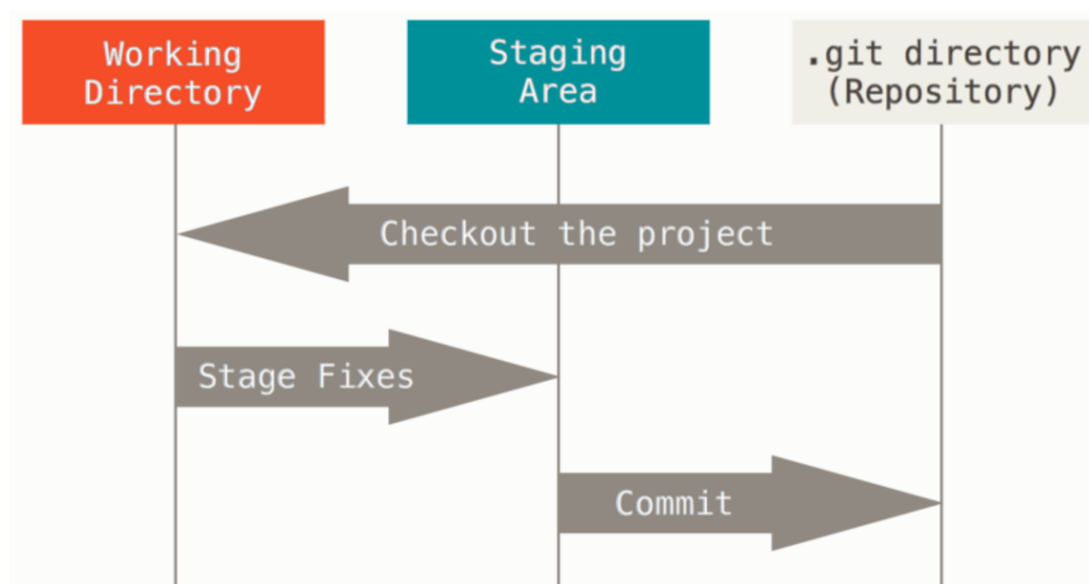 Working
Directory
Staging
Area
.git directory
(Repository)
Checkout the project
Stage Fixes
Commit